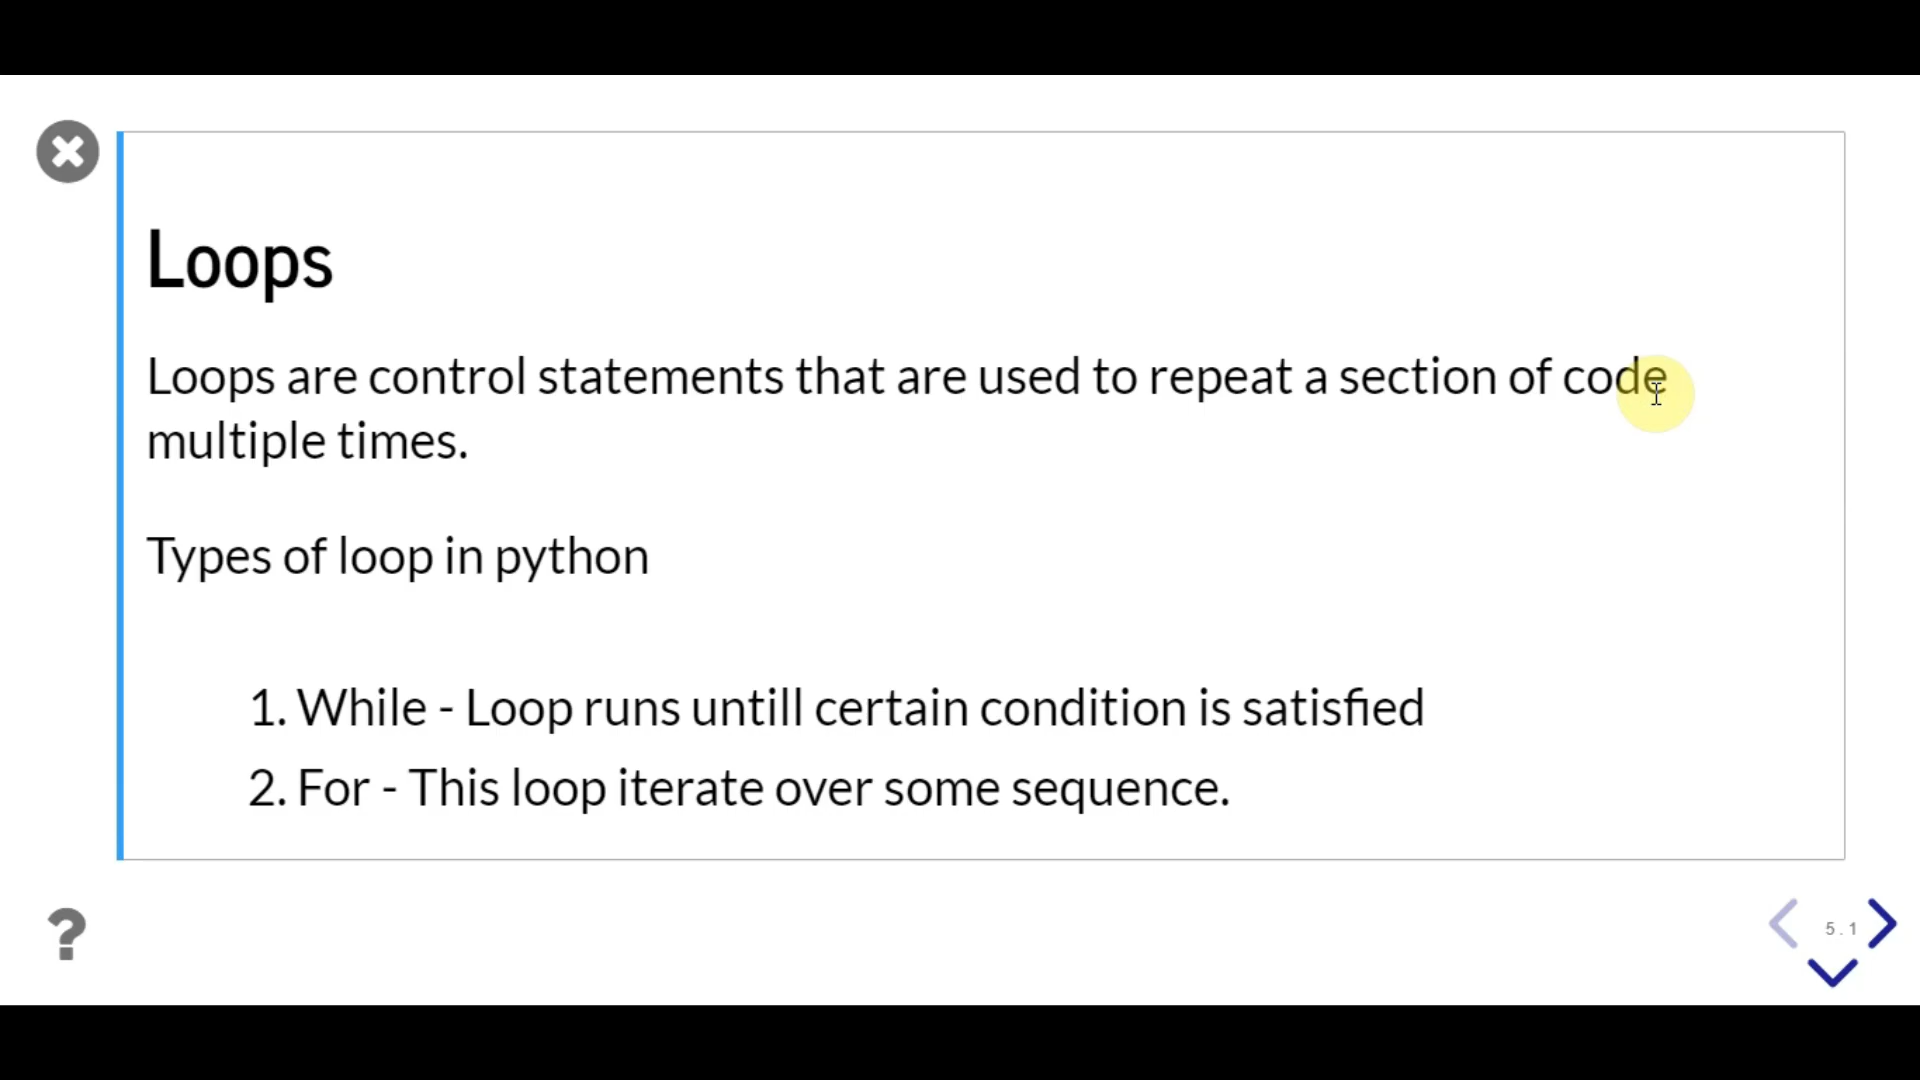 Loops
Loops are control statements that are used to repeat a section of code
multiple times.
Types of loop in python
1. While - Loop runs untill certain condition is satisfied
2. For - This loop iterate over some sequence.
?
5.1